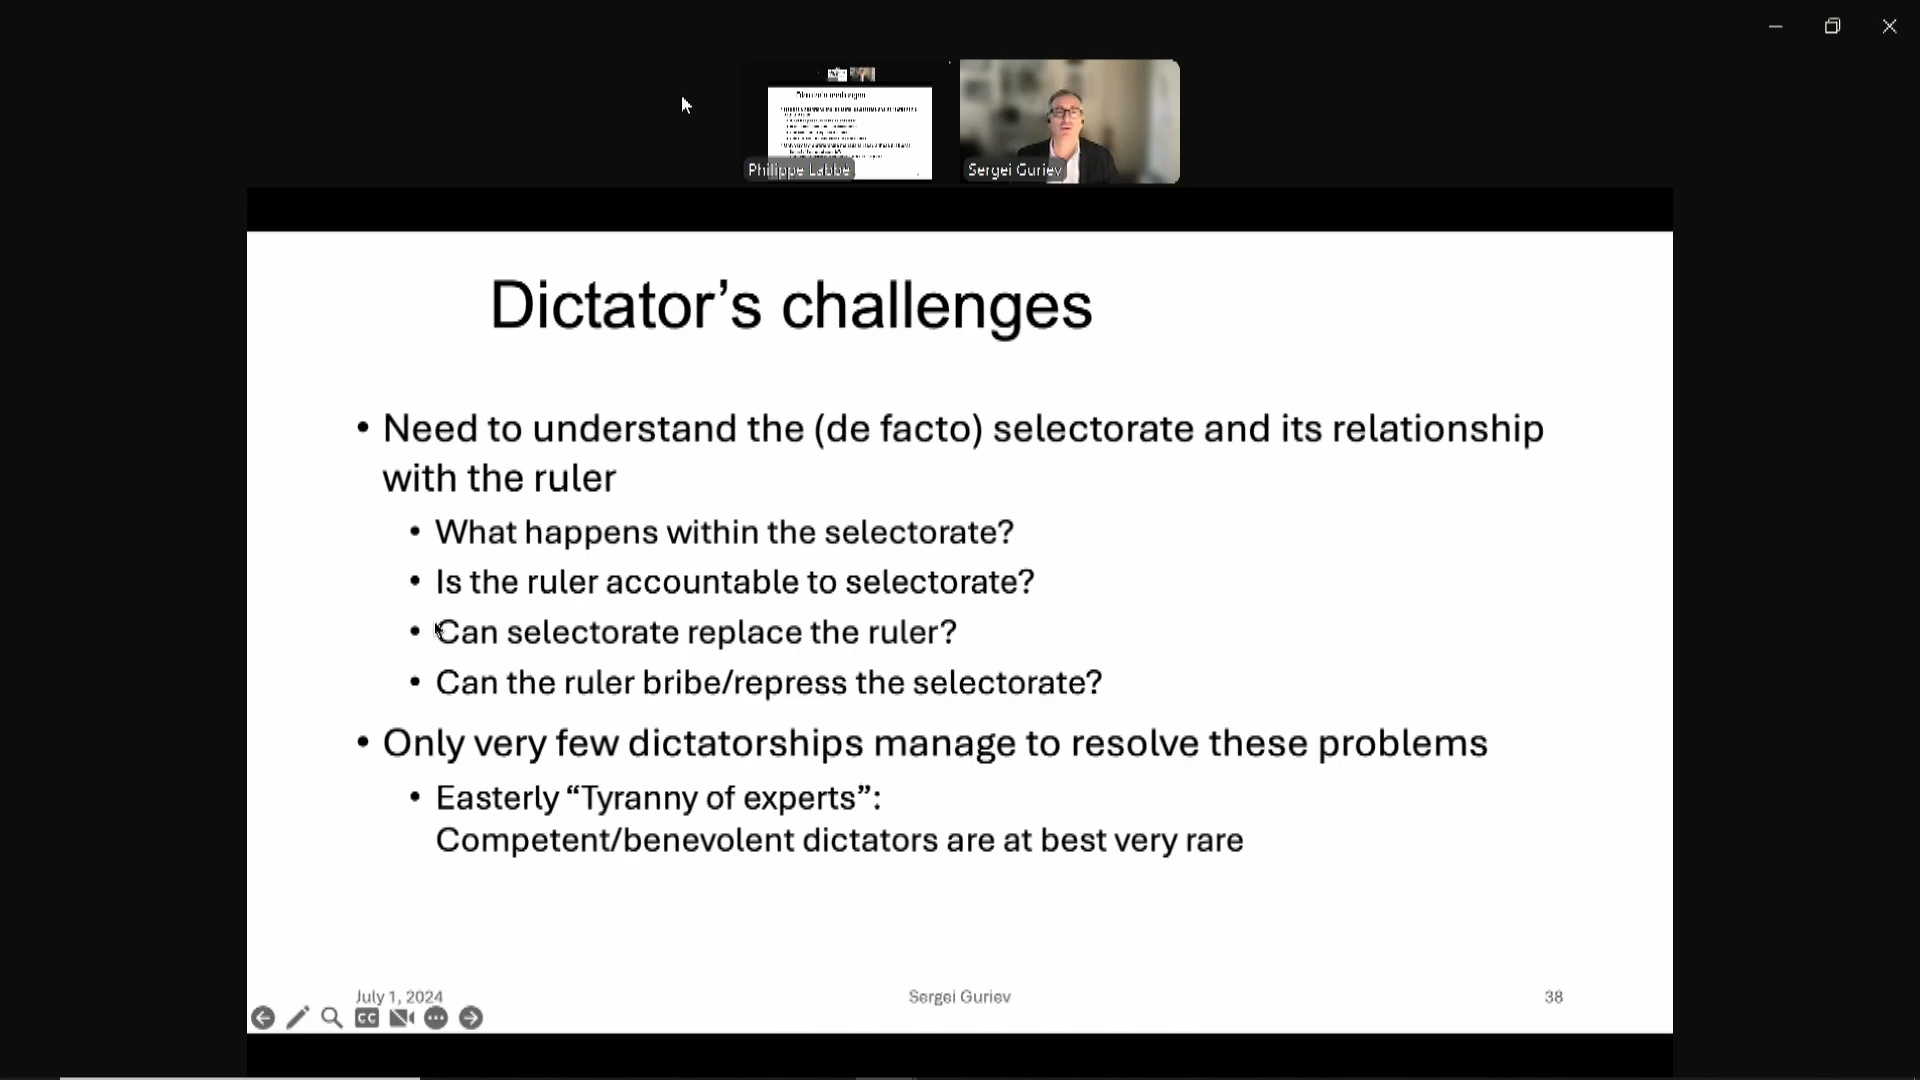 Philippe Labbé
Sergei Guriev
Dictator’s challenges
• Need to understand the (de facto) selectorate and its relationship
with the ruler
• What happens within the selectorate?
• Is the ruler accountable to selectorate?
• Can selectorate replace the ruler?
• Can the ruler bribe/repress the selectorate?
• Only very few dictatorships manage to resolve these problems
• Easterly “Tyranny of experts”:
Competent/benevolent dictators are at best very rare
July 1, 2024
Sergei Guriev
38
CC